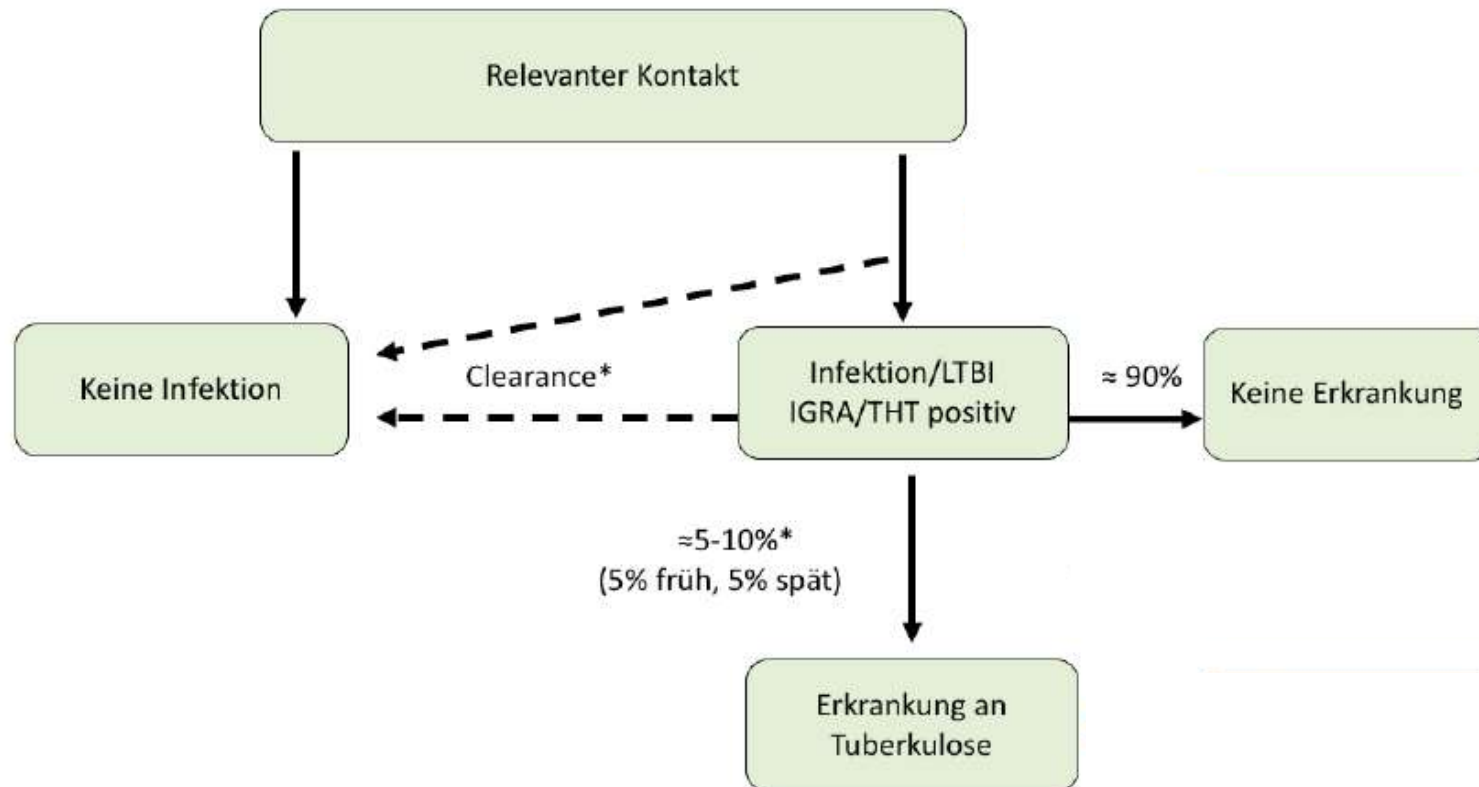 Relevanter Kontakt
Keine Infektion
Clearance*
Infektion/LTBI
IGRA/THT positiv
≈ 90%
Keine Erkrankung
≈5-10%*
(5% früh, 5% spät)
Erkrankung an
Tuberkulose